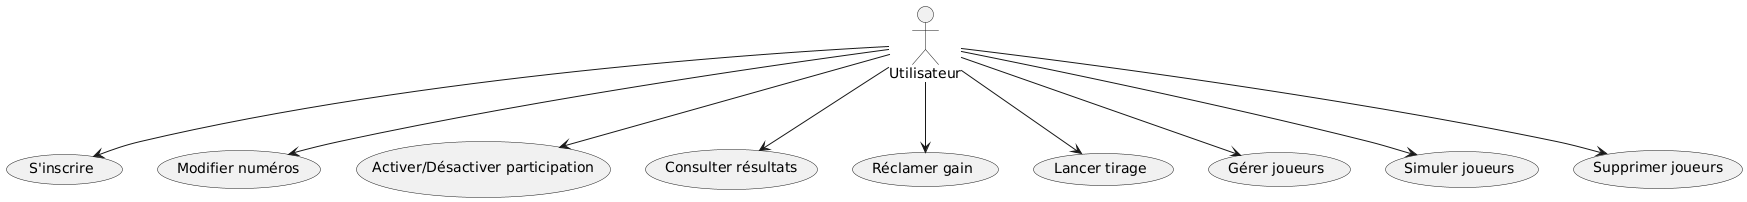 Utilisateur
S'inscrire
Modifier numéros
Activer/Désactiver participation
Consulter résultats
Réclamer gain
Lancer tirage
Gérer joueurs
Simuler joueurs
Supprimer joueurs